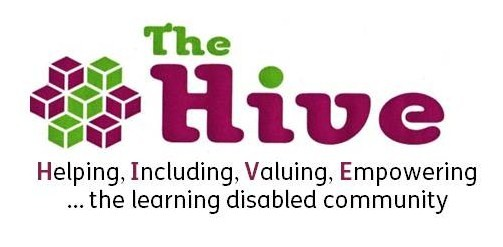 The
Hive
Helping, Including, Valuing, Empowering
... the learning disabled community